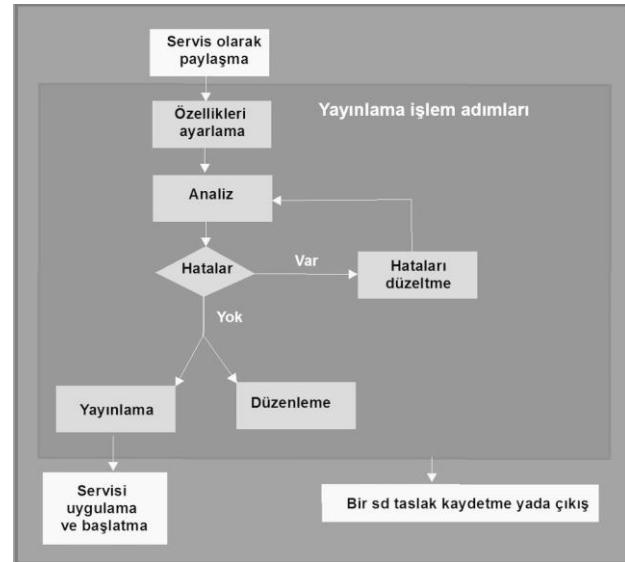 Servis olarak
paylaşma
Yayınlama işlem adımları
Özellikleri
ayarlama
Analiz
Hatalar
Var
Hataları
düzeltme
Yok
Yayınlama
Düzenleme
Servisi
uygulama
ve başlatma
Bir sd taslak kaydetme yada çıkış